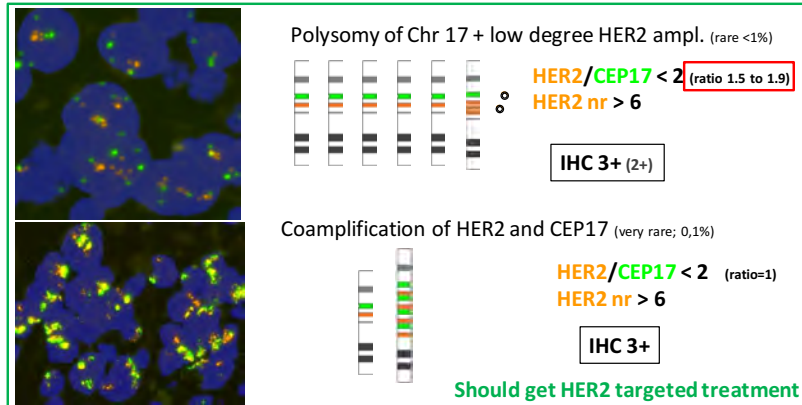 Polysomy of Chr 17 + low degree HER2 ampl. (rare <1%)
HER2/CEP17 < 2 (ratio 1.5 to 1.9)
HER2 nr > 6
IHC 3+ (2+)
Coamplification of HER2 and CEP17 (very rare; 0,1%)
HER2/CEP17 < 2 (ratio=1)
HER2 nr > 6
IHC 3+
Should get HER2 targeted treatment